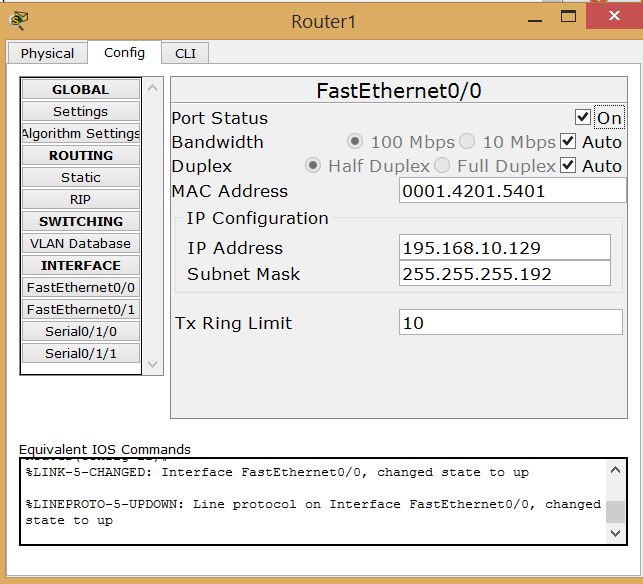 Router1
Physical Config CLI
GLOBAL
Settings
Algorithm Settings
ROUTING
Static
RIP
SWITCHING
VLAN Database
INTERFACE
FastEthernet0/0
FastEthernet0/1
Serial0/1/0
Serial0/1/1
FastEthernet0/0
Port Status On
Bandwidth 100 Mbps 10 Mbps Auto
Duplex Half Duplex Full Duplex Auto
MAC Address 0001.4201.5401
IP Configuration
IP Address 195.168.10.129
Subnet Mask 255.255.255.192
Tx Ring Limit 10
Equivalent IOS Commands
%LINK-5-CHANGED: Interface FastEthernet0/0, changed state to up
%LINEPROTO-5-UPDOWN: Line protocol on Interface FastEthernet0/0, changed
state to up